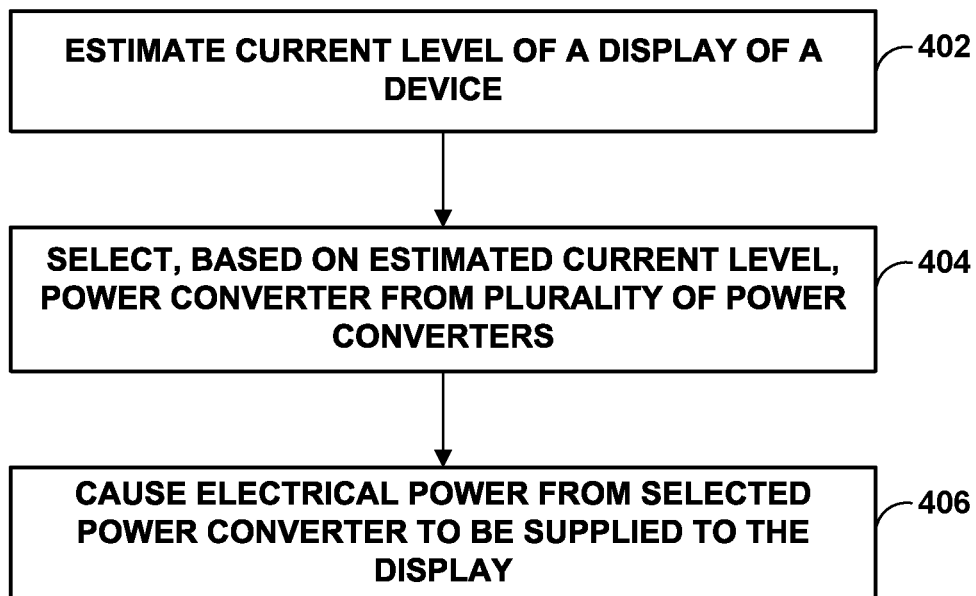 ESTIMATE CURRENT LEVEL OF A DISPLAY OF A
DEVICE
402
SELECT, BASED ON ESTIMATED CURRENT LEVEL,
POWER CONVERTER FROM PLURALITY OF POWER
CONVERTERS
404
CAUSE ELECTRICAL POWER FROM SELECTED
POWER CONVERTER TO BE SUPPLIED TO THE
DISPLAY
406